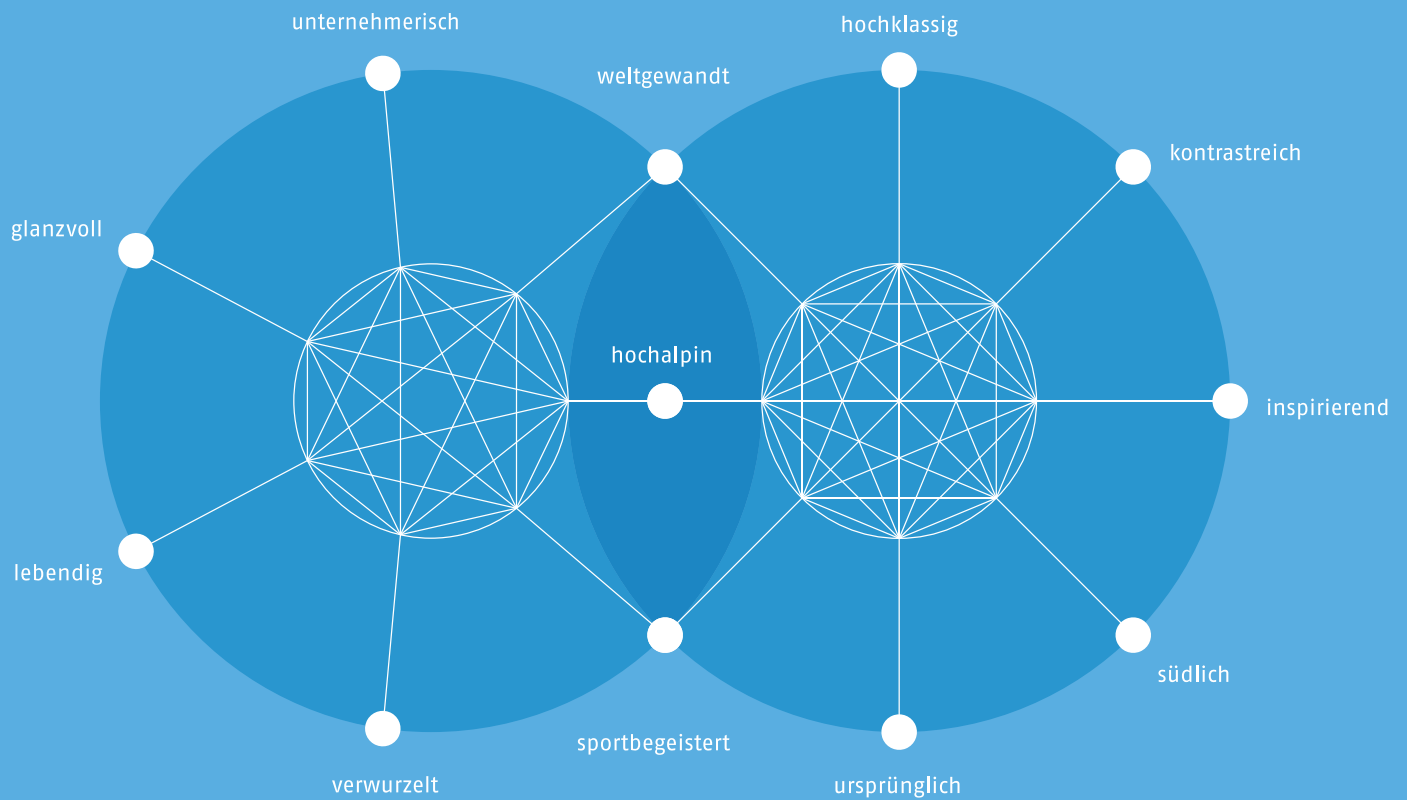 unternehmerisch
hochklassig
weltgewandt
kontrastreich
glanzvoll
hochalpin
inspirierend
lebendig
südlich
sportbegeistert
verwurzelt
ursprünglich